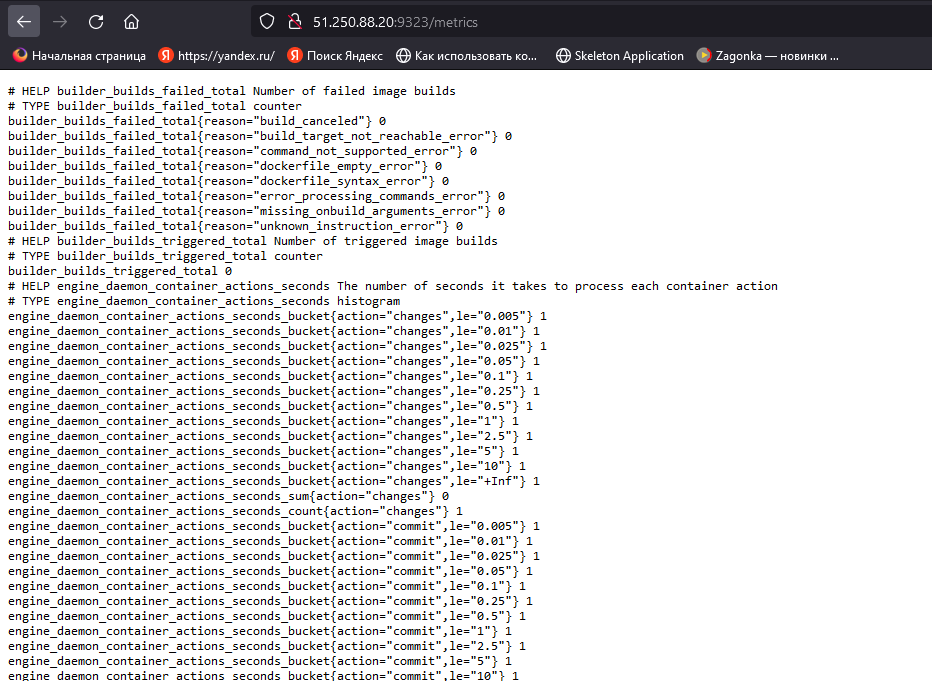 51.250.88.20:9323/metrics
Начальная страница
https://yandex.ru/
Поиск Яндекс
Как использовать ко...
Skeleton Application
Zagonka — новинки ...
# HELP builder_builds_failed_total Number of failed image builds
# TYPE builder_builds_failed_total counter
builder_builds_failed_total{reason="build_canceled"} 0
builder_builds_failed_total{reason="build_target_not_reachable_error"} 0
builder_builds_failed_total{reason="command_not_supported_error"} 0
builder_builds_failed_total{reason="dockerfile_empty_error"} 0
builder_builds_failed_total{reason="dockerfile_syntax_error"} 0
builder_builds_failed_total{reason="error_processing_commands_error"} 0
builder_builds_failed_total{reason="missing_onbuild_arguments_error"} 0
builder_builds_failed_total{reason="unknown_instruction_error"} 0
# HELP builder_builds_triggered_total Number of triggered image builds
# TYPE builder_builds_triggered_total counter
builder_builds_triggered_total 0
# HELP engine_daemon_container_actions_seconds The number of seconds it takes to process each container action
# TYPE engine_daemon_container_actions_seconds histogram
engine_daemon_container_actions_seconds_bucket{action="changes",le="0.005"} 1
engine_daemon_container_actions_seconds_bucket{action="changes",le="0.01"} 1
engine_daemon_container_actions_seconds_bucket{action="changes",le="0.025"} 1
engine_daemon_container_actions_seconds_bucket{action="changes",le="0.05"} 1
engine_daemon_container_actions_seconds_bucket{action="changes",le="0.1"} 1
engine_daemon_container_actions_seconds_bucket{action="changes",le="0.25"} 1
engine_daemon_container_actions_seconds_bucket{action="changes",le="0.5"} 1
engine_daemon_container_actions_seconds_bucket{action="changes",le="1"} 1
engine_daemon_container_actions_seconds_bucket{action="changes",le="2.5"} 1
engine_daemon_container_actions_seconds_bucket{action="changes",le="5"} 1
engine_daemon_container_actions_seconds_bucket{action="changes",le="10"} 1
engine_daemon_container_actions_seconds_bucket{action="changes",le="+Inf"} 1
engine_daemon_container_actions_seconds_sum{action="changes"} 0
engine_daemon_container_actions_seconds_count{action="changes"} 1
engine_daemon_container_actions_seconds_bucket{action="commit",le="0.005"} 1
engine_daemon_container_actions_seconds_bucket{action="commit",le="0.01"} 1
engine_daemon_container_actions_seconds_bucket{action="commit",le="0.025"} 1
engine_daemon_container_actions_seconds_bucket{action="commit",le="0.05"} 1
engine_daemon_container_actions_seconds_bucket{action="commit",le="0.1"} 1
engine_daemon_container_actions_seconds_bucket{action="commit",le="0.25"} 1
engine_daemon_container_actions_seconds_bucket{action="commit",le="0.5"} 1
engine_daemon_container_actions_seconds_bucket{action="commit",le="1"} 1
engine_daemon_container_actions_seconds_bucket{action="commit",le="2.5"} 1
engine_daemon_container_actions_seconds_bucket{action="commit",le="5"} 1
engine_daemon_container_actions_seconds_bucket{action="commit",le="10"} 1